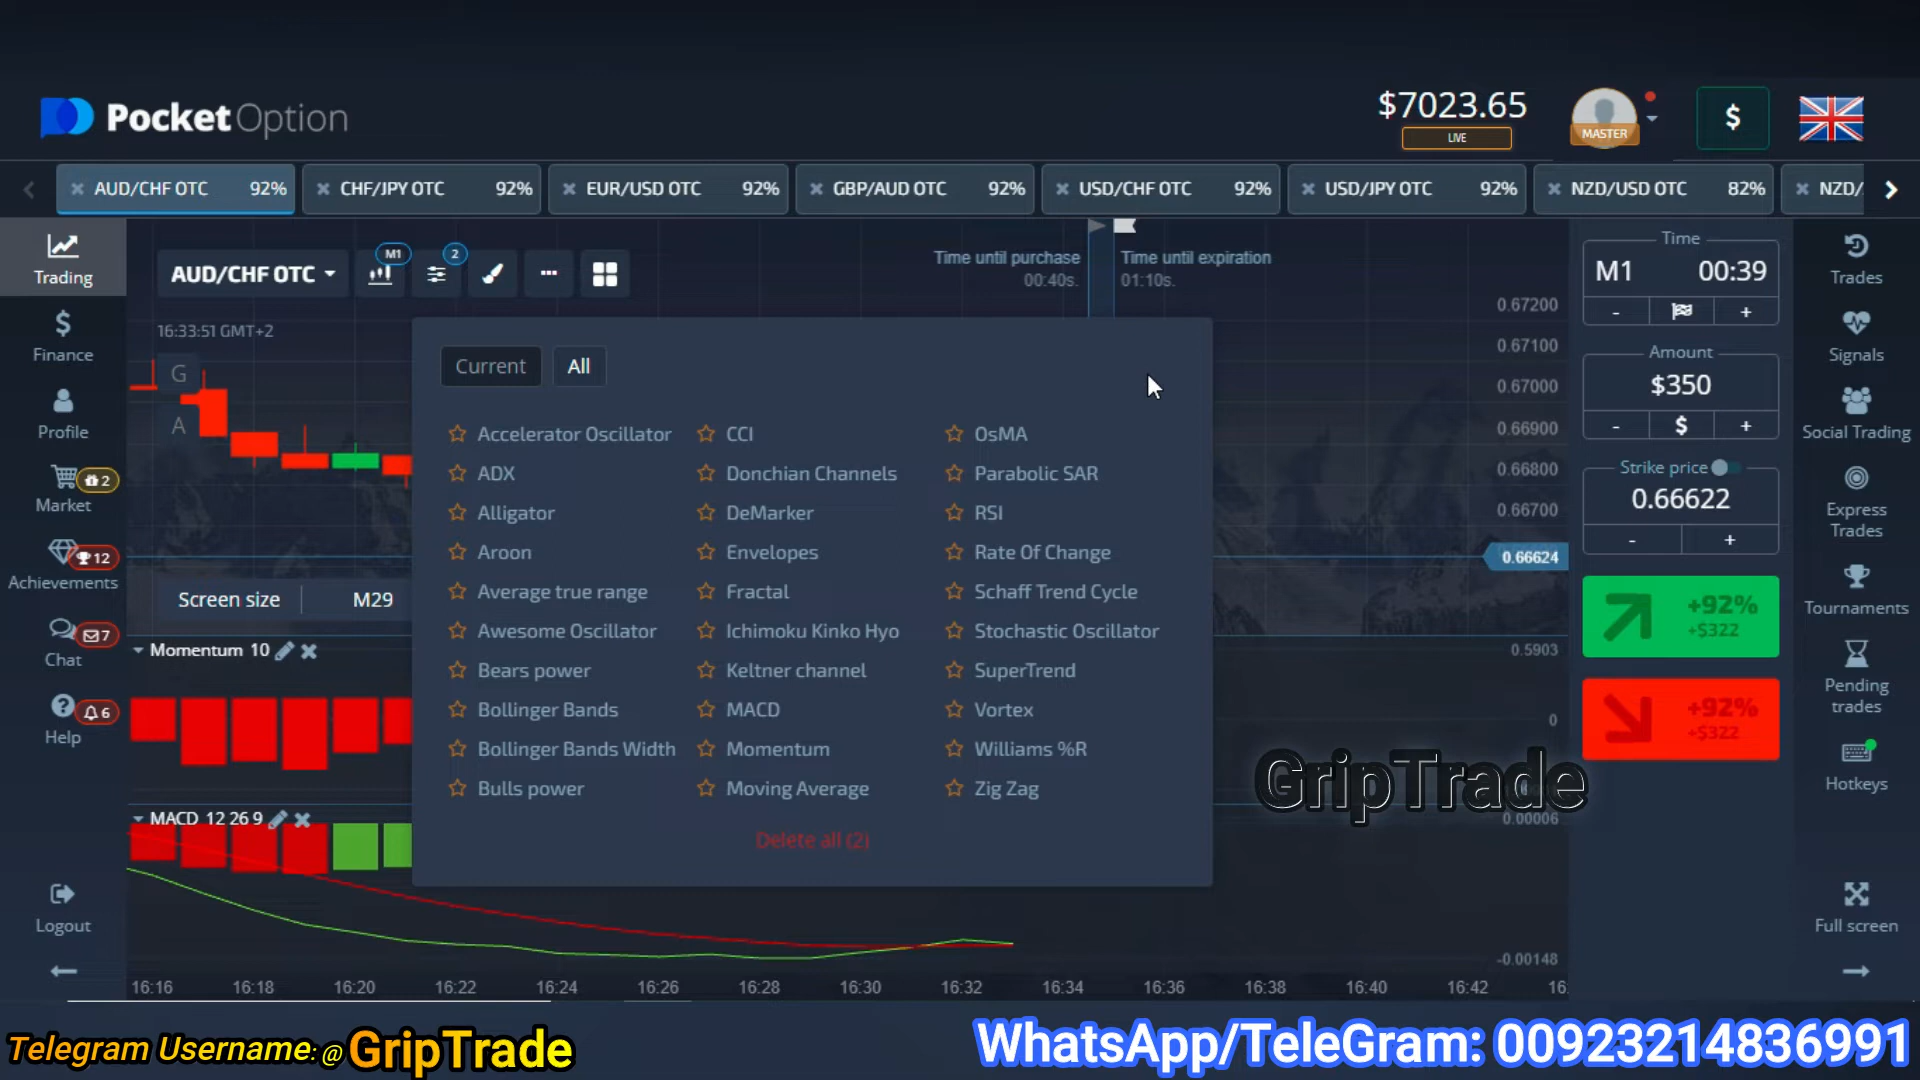 PocketOption
$7023.65
LIVE
MASTER
$
AUD/CHF OTC 92%
CHF/JPY OTC 92%
EUR/USD OTC 92%
GBP/AUD OTC 92%
USD/CHF OTC 92%
USD/JPY OTC 92%
NZD/USD OTC 82%
NZD/
Trading
Finance
Profile
Market
2
Achievements
12
Chat
7
Help
6
Logout
AUD/CHF OTC
M1
2
16:33:51 GMT+2
G
A
Screen size M29
Time until purchase
00:40s.
Time until expiration
01:10s.
Current
All
Accelerator Oscillator
ADX
Alligator
Aroon
Average true range
Awesome Oscillator
Bears power
Bollinger Bands
Bollinger Bands Width
Bulls power
CCI
Donchian Channels
DeMarker
Envelopes
Fractal
Ichimoku Kinko Hyo
Keltner channel
MACD
Momentum
Moving Average
OsMA
Parabolic SAR
RSI
Rate Of Change
Schaff Trend Cycle
Stochastic Oscillator
SuperTrend
Vortex
Williams %R
Zig Zag
Delete all (2)
0.67200
0.67100
0.67000
0.66900
0.66800
0.66700
0.66624
0.5903
0
0.00006
-0.00148
Momentum 10
MACD 12 26 9
16:16 16:18 16:20 16:22 16:24 16:26 16:28 16:30 16:32 16:34 16:36 16:38 16:40 16:42 16:
Time
M1 00:39
- +
Amount
$350
- $ +
Strike price
0.66622
- +
+92%
+$322
+92%
+$322
GripTrade
Trades
Signals
Social Trading
Express
Trades
Tournaments
Pending
trades
Hotkeys
Full screen
Telegram Username: @ GripTrade
WhatsApp/TeleGram: 00923214836991